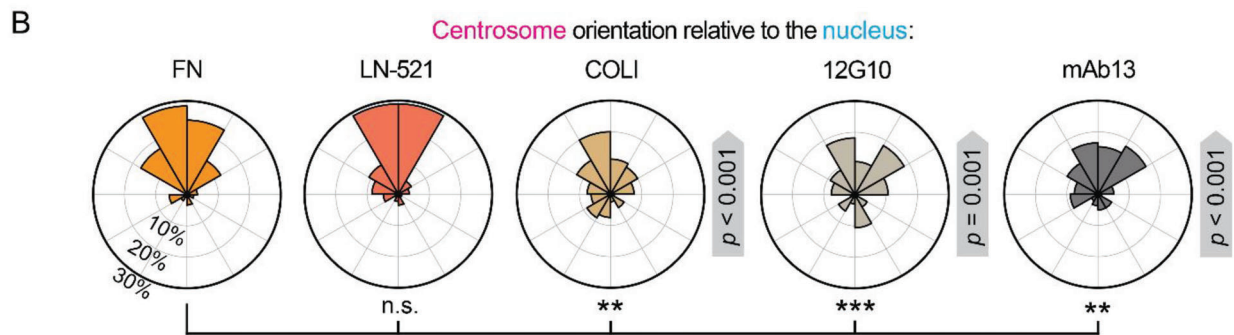 B
Centrosome orientation relative to the nucleus:
FN LN-521 COLI 12G10 mAb13
10%
20%
30%
p < 0.001
p = 0.001
p < 0.001
n.s. ** *** **